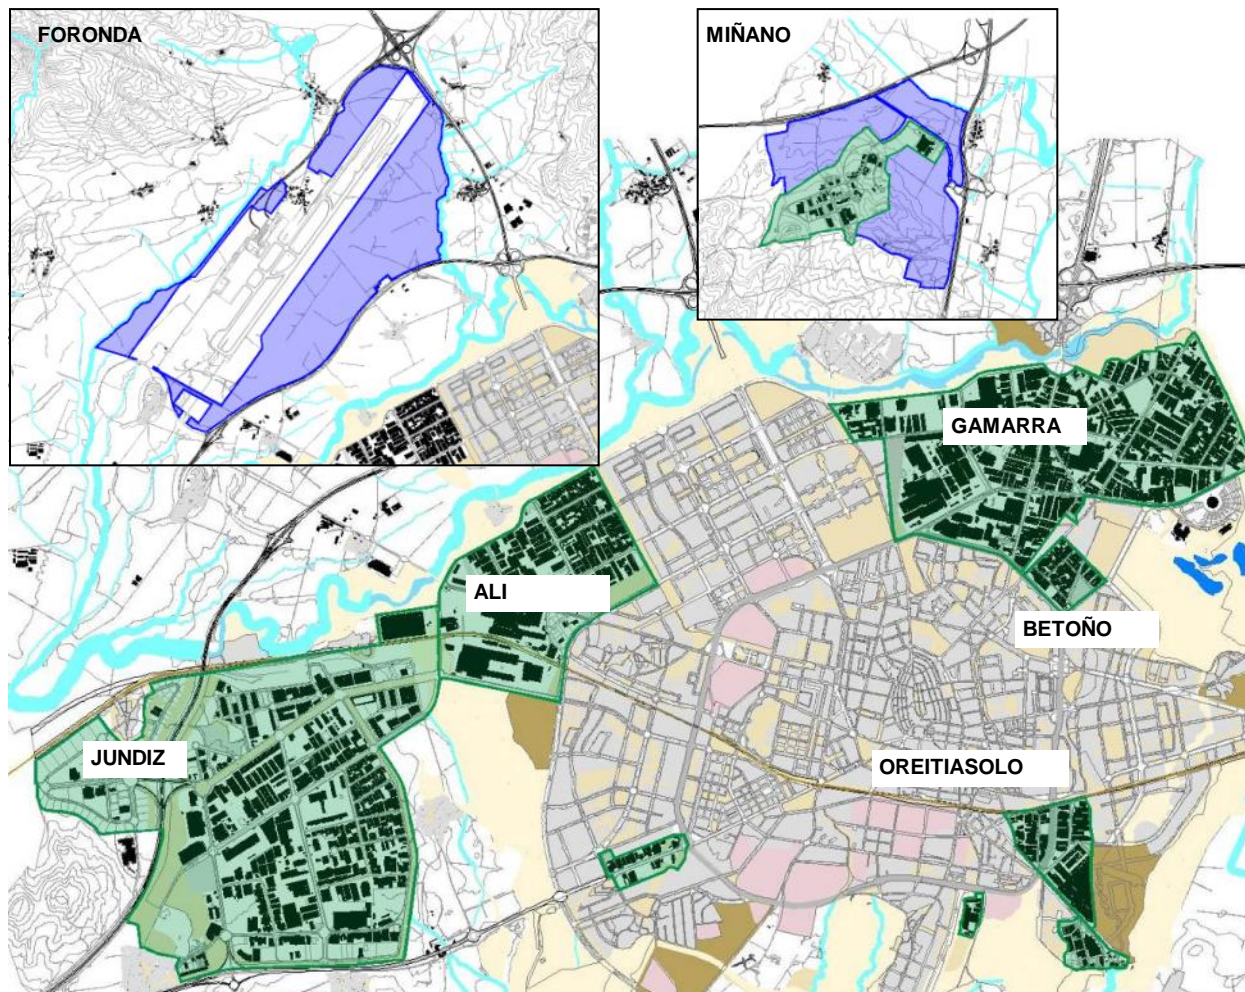 FORONDA
MIÑANO
GAMARRA
ALI
BETOÑO
JUNDIZ
OREITIASOLO